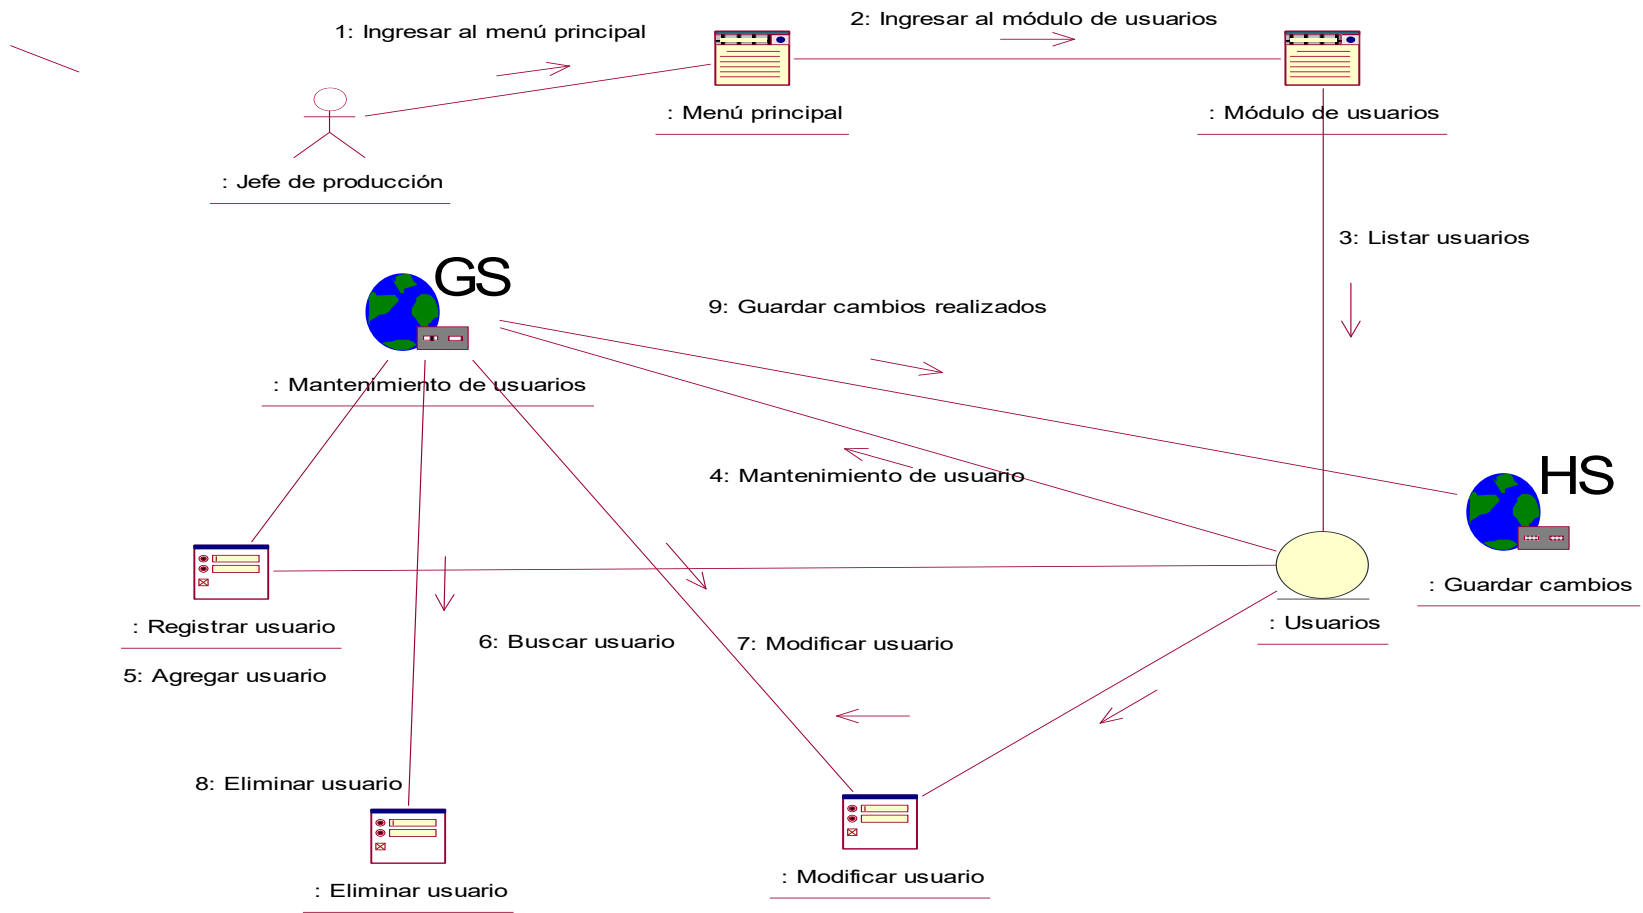 1: Ingresar al menú principal
2: Ingresar al módulo de usuarios
: Menú principal
: Módulo de usuarios
: Jefe de producción
3: Listar usuarios
GS
9: Guardar cambios realizados
: Mantenimiento de usuarios
4: Mantenimiento de usuario
HS
: Guardar cambios
: Usuarios
: Registrar usuario
6: Buscar usuario
7: Modificar usuario
5: Agregar usuario
8: Eliminar usuario
: Modificar usuario
: Eliminar usuario